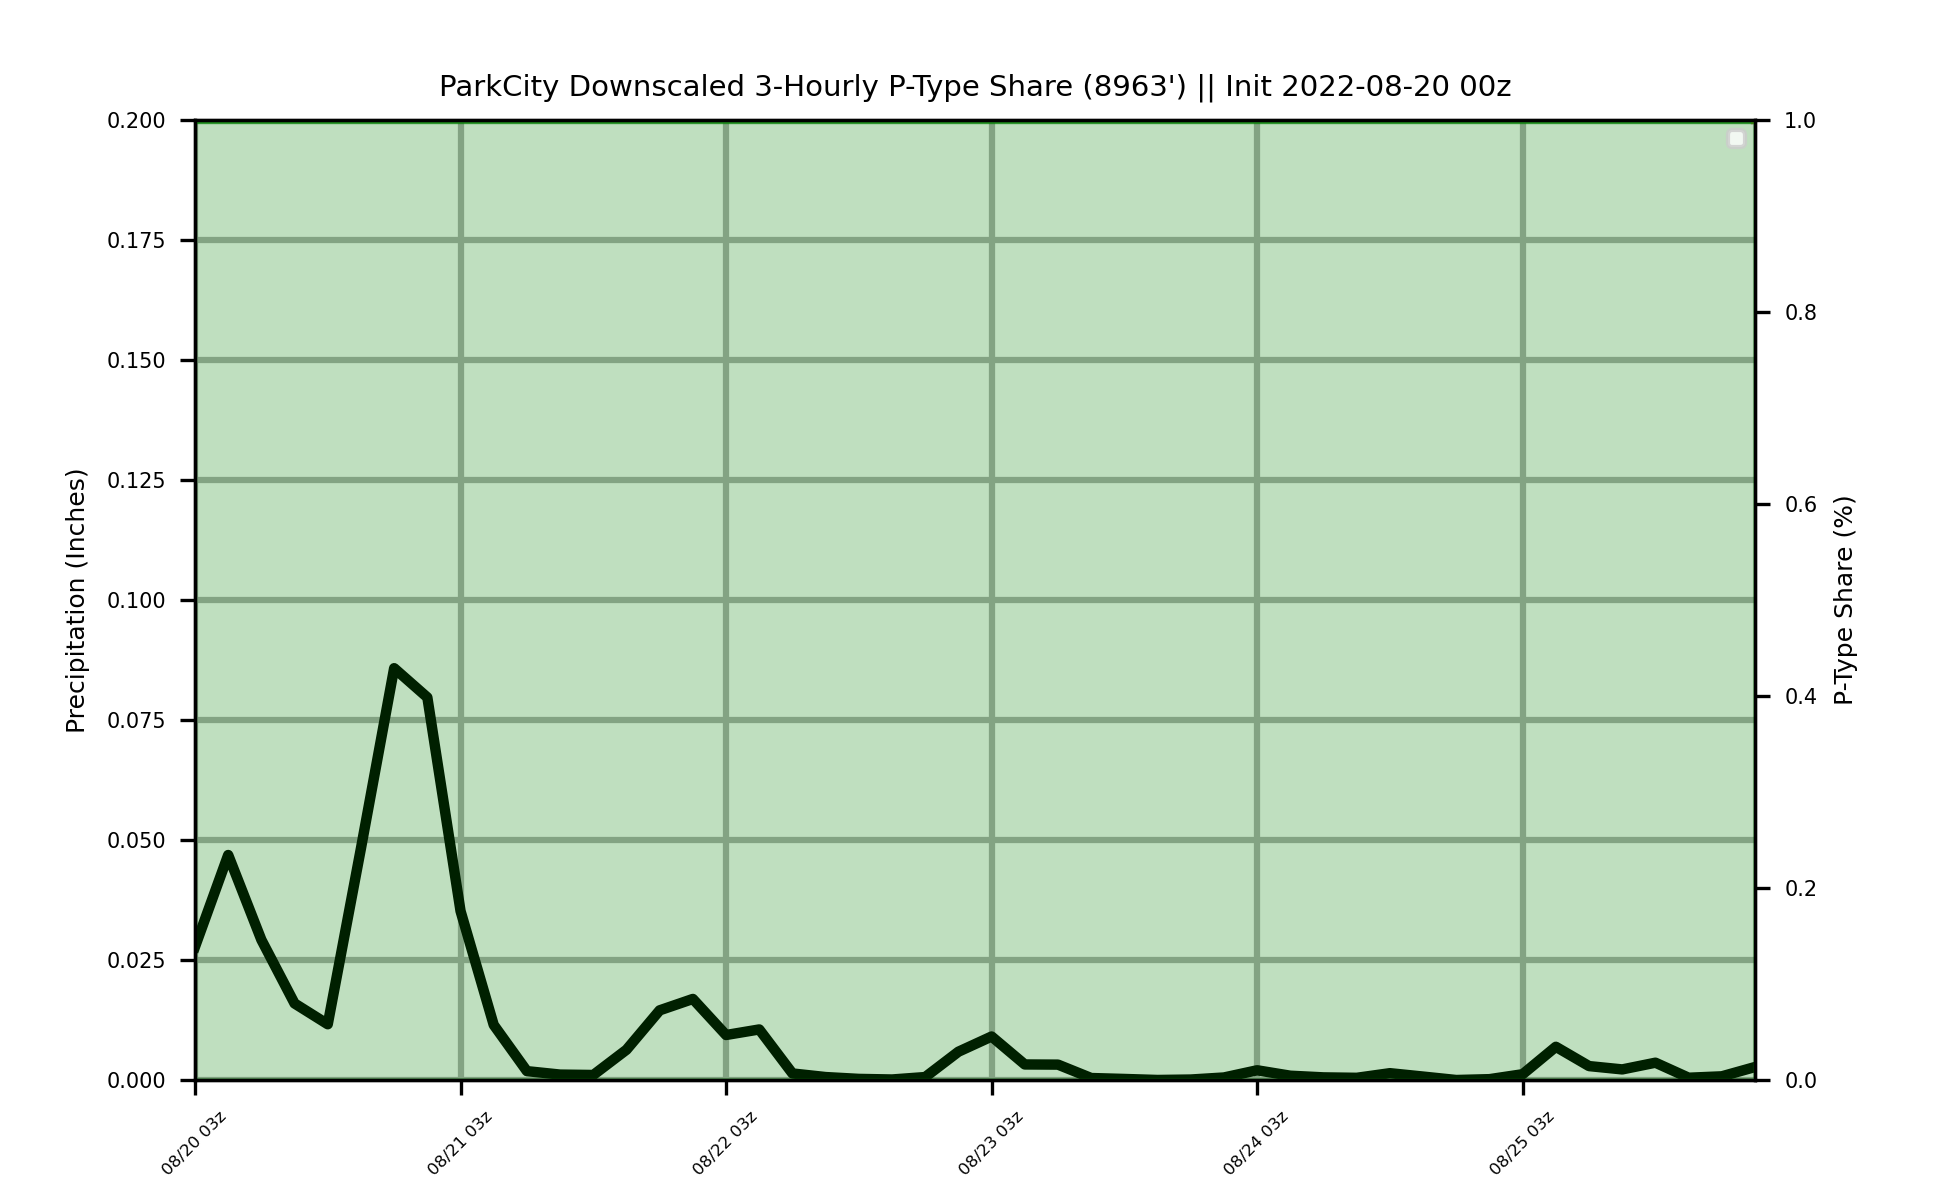 ParkCity Downscaled 3-Hourly P-Type Share (8963') || Init 2022-08-20 00z
0.200
0.175
0.150
0.125
0.100
0.075
0.050
0.025
0.000
Precipitation (Inches)
1.0
0.8
0.6
0.4
0.2
0.0
P-Type Share (%)
08/20 03z
08/21 03z
08/22 03z
08/23 03z
08/24 03z
08/25 03z